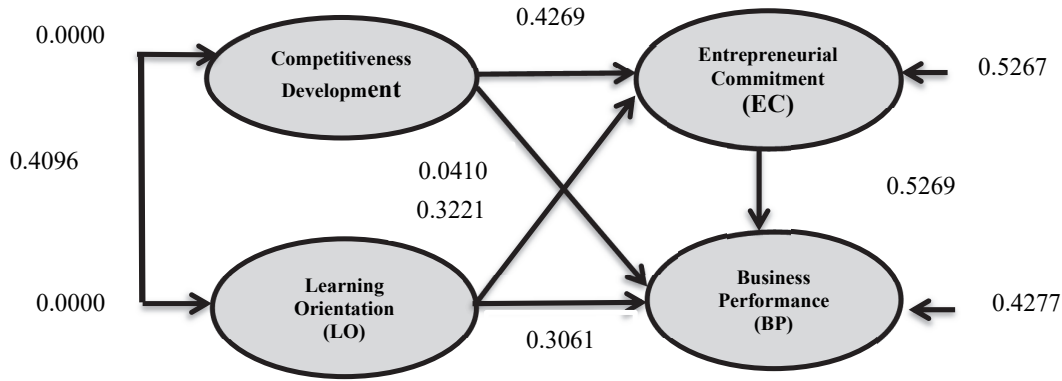 0.4269
0.0000
Competitiveness
Development
Entrepreneurial
Commitment
(EC)
0.5267
0.4096
0.0410
0.3221
0.5269
0.0000
Learning
Orientation
(LO)
Business
Performance
(BP)
0.4277
0.3061